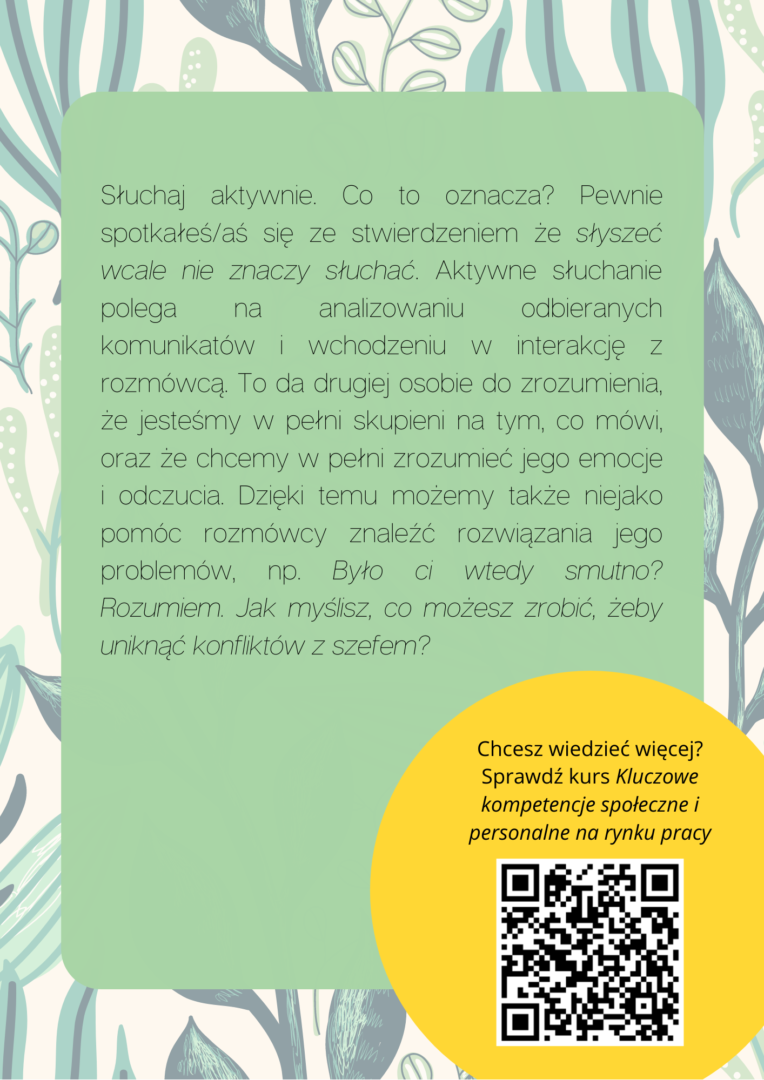 Słuchaj aktywnie. Co to oznacza? Pewnie
spotkałeś/aś się ze stwierdzeniem że słyszeć
wcale nie znaczy słuchać. Aktywne słuchanie
polega na analizowaniu odbieranych
komunikatów i wchodzeniu w interakcję z
rozmówcą. To da drugiej osobie do zrozumienia,
że jesteśmy w pełni skupieni na tym, co mówi,
oraz że chcemy w pełni zrozumieć jego emocje
i odczucia. Dzięki temu możemy także niejako
pomóc rozmówcy znaleźć rozwiązania jego
problemów, np. Było ci wtedy smutno?
Rozumiem. Jak myślisz, co możesz zrobić, żeby
uniknąć konfliktów z szefem?
Chcesz wiedzieć więcej?
Sprawdź kurs Kluczowe
kompetencje społeczne i
personalne na rynku pracy